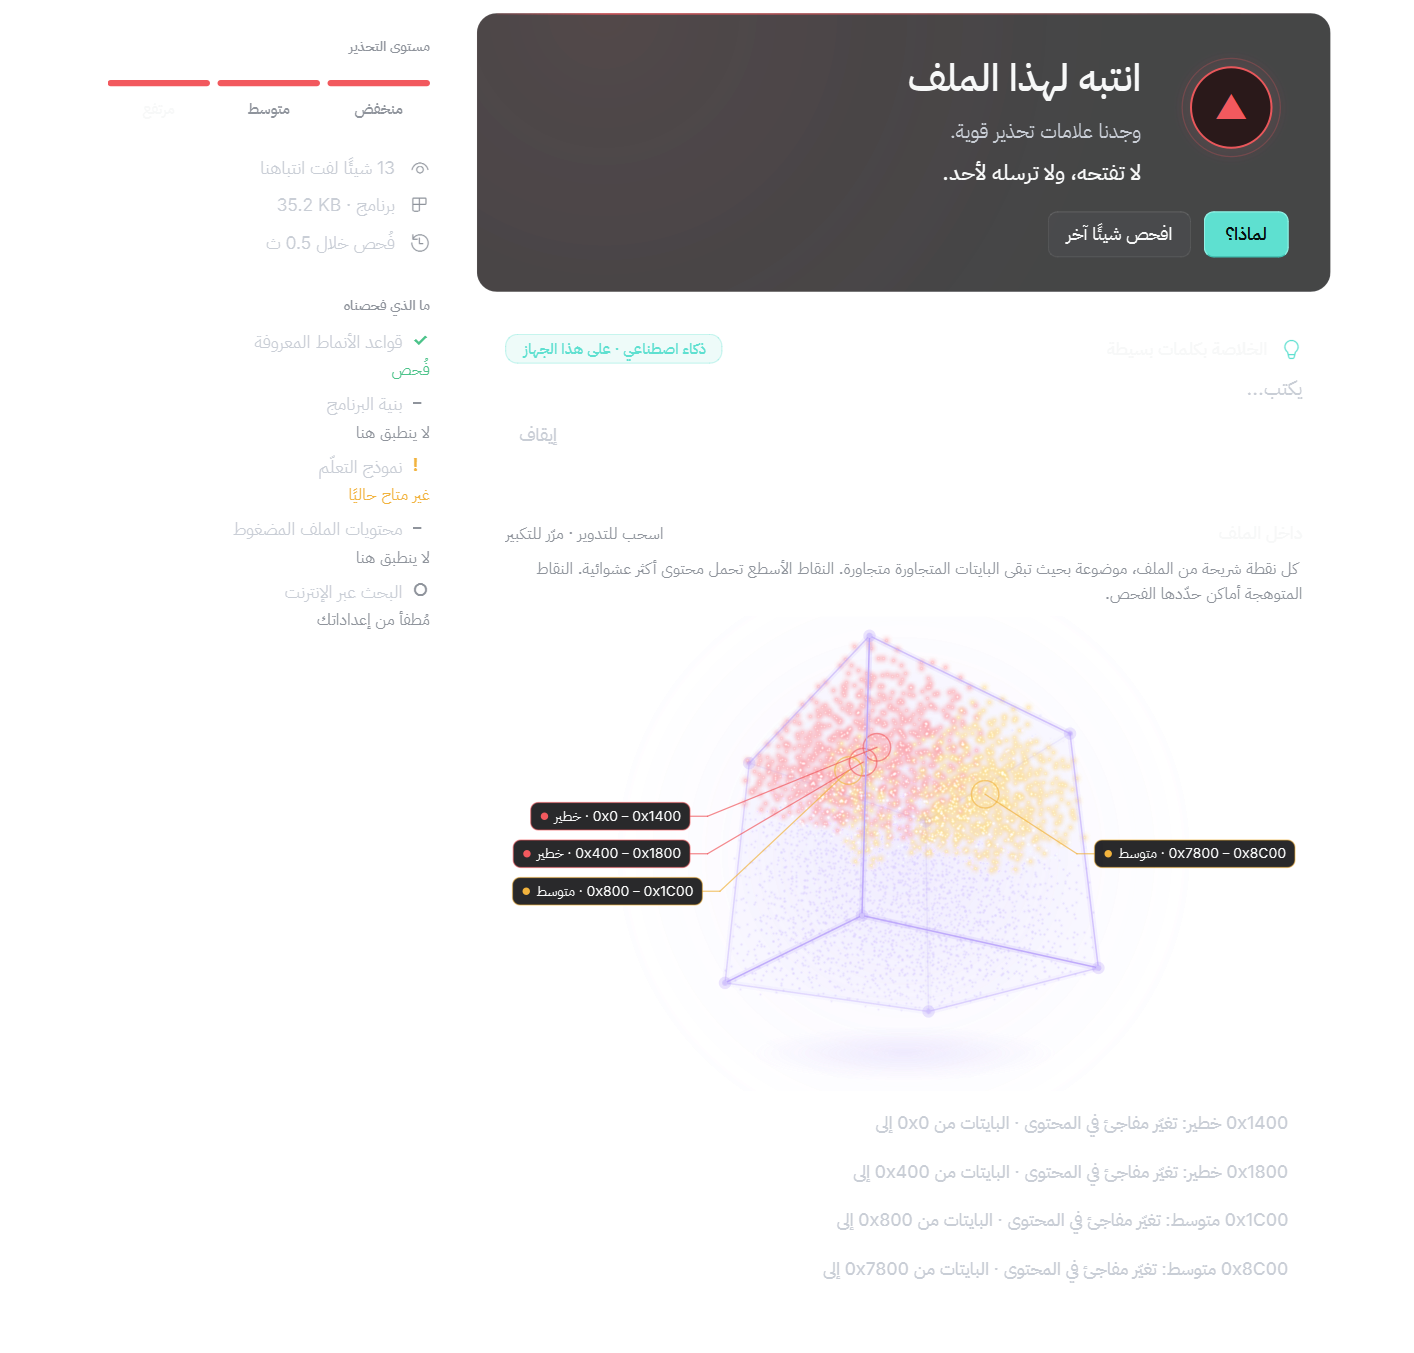 انتبه لهذا الملف
وجدنا علامات تحذير قوية.
لا تفتحه، ولا ترسله لأحد.
لماذا؟
افحص شيئًا آخر
مستوى التحذير
منخفض
متوسط
مرتفع
13 شيئًا لفت انتباهنا
برنامج · 35.2 KB
فُحص خلال 0.5 ث
ما الذي فحصناه
قواعد الأنماط المعروفة
فُحص
بنية البرنامج
لا ينطبق هنا
نموذج التعلّم
غير متاح حاليًا
محتويات الملف المضغوط
لا ينطبق هنا
البحث عبر الإنترنت
مُطفأ من إعداداتك
الخلاصة بكلمات بسيطة
ذكاء اصطناعي · على هذا الجهاز
يكتب...
إيقاف
داخل الملف
اسحب للتدوير · مرّر للتكبير
كل نقطة شريحة من الملف، موضوعة بحيث تبقى البايتات المتجاورة متجاورة. النقاط الأسطع تحمل محتوى أكثر عشوائية. النقاط
المتوهجة أماكن حدّدها الفحص.
خطير · 0x0 – 0x1400
خطير · 0x400 – 0x1800
متوسط · 0x800 – 0x1C00
متوسط · 0x7800 – 0x8C00
0x1400 خطير: تغيّر مفاجئ في المحتوى · البايتات من 0x0 إلى
0x1800 خطير: تغيّر مفاجئ في المحتوى · البايتات من 0x400 إلى
0x1C00 متوسط: تغيّر مفاجئ في المحتوى · البايتات من 0x800 إلى
0x8C00 متوسط: تغيّر مفاجئ في المحتوى · البايتات من 0x7800 إلى